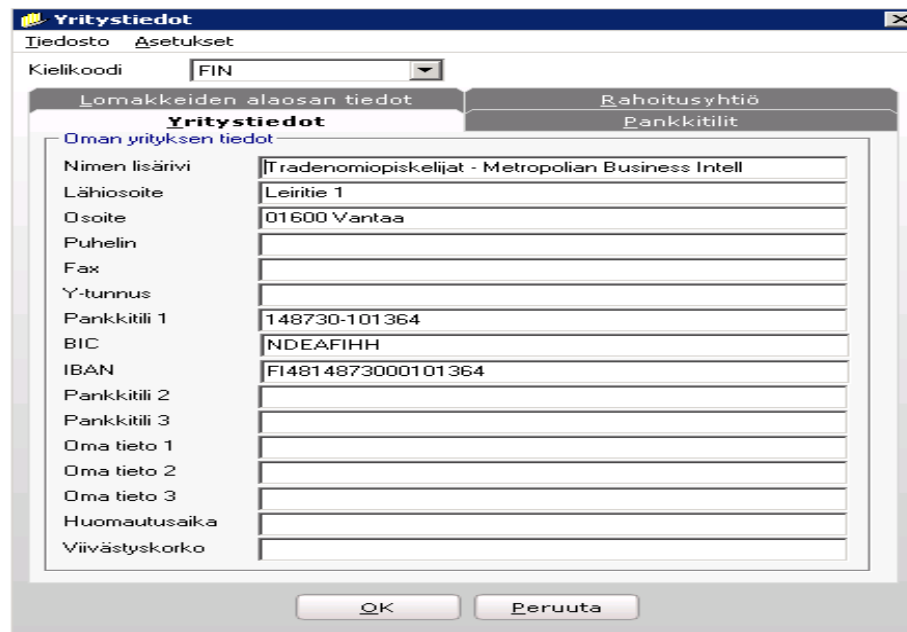 Yritystiedot
Tiedosto Asetukset
Kielikoodi FIN
Lomakkeiden alaosan tiedot Rahoitusyhtiö
Yritystiedot Pankkitilit
Oman yrityksen tiedot
Nimen lisärivi Tradenomiopiskelijat - Metropolian Business Intell
Lähiosoite Leiritie 1
Osoite 01600 Vantaa
Puhelin
Fax
Y-tunnus
Pankkitili 1 148730-101364
BIC NDEAFIHH
IBAN FI4814873000101364
Pankkitili 2
Pankkitili 3
Oma tieto 1
Oma tieto 2
Oma tieto 3
Huomautusaika
Viivästyskorko
OK Peruuta